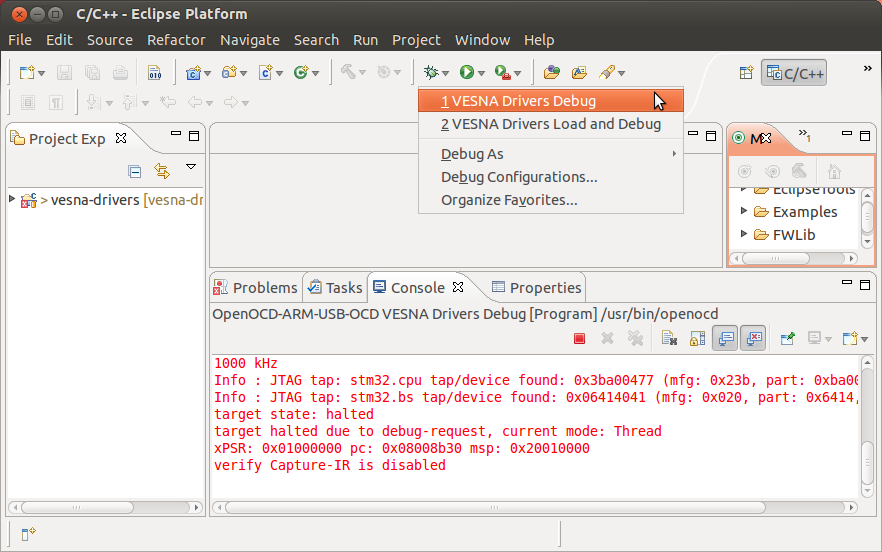 C/C++ - Eclipse Platform
File Edit Source Refactor Navigate Search Run Project Window Help
010
C/C++
»
1 VESNA Drivers Debug
2 VESNA Drivers Load and Debug
Debug As
Debug Configurations...
Organize Favorites...
Project Exp
M
»1
> vesna-drivers [vesna-dr
EclipseTools
Examples
FWLib
Problems Tasks Console Properties
OpenOCD-ARM-USB-OCD VESNA Drivers Debug [Program] /usr/bin/openocd
1000 kHz
Info : JTAG tap: stm32.cpu tap/device found: 0x3ba00477 (mfg: 0x23b, part: 0xba00
Info : JTAG tap: stm32.bs tap/device found: 0x06414041 (mfg: 0x020, part: 0x6414,
target state: halted
target halted due to debug-request, current mode: Thread
xPSR: 0x01000000 pc: 0x08008b30 msp: 0x20010000
verify Capture-IR is disabled